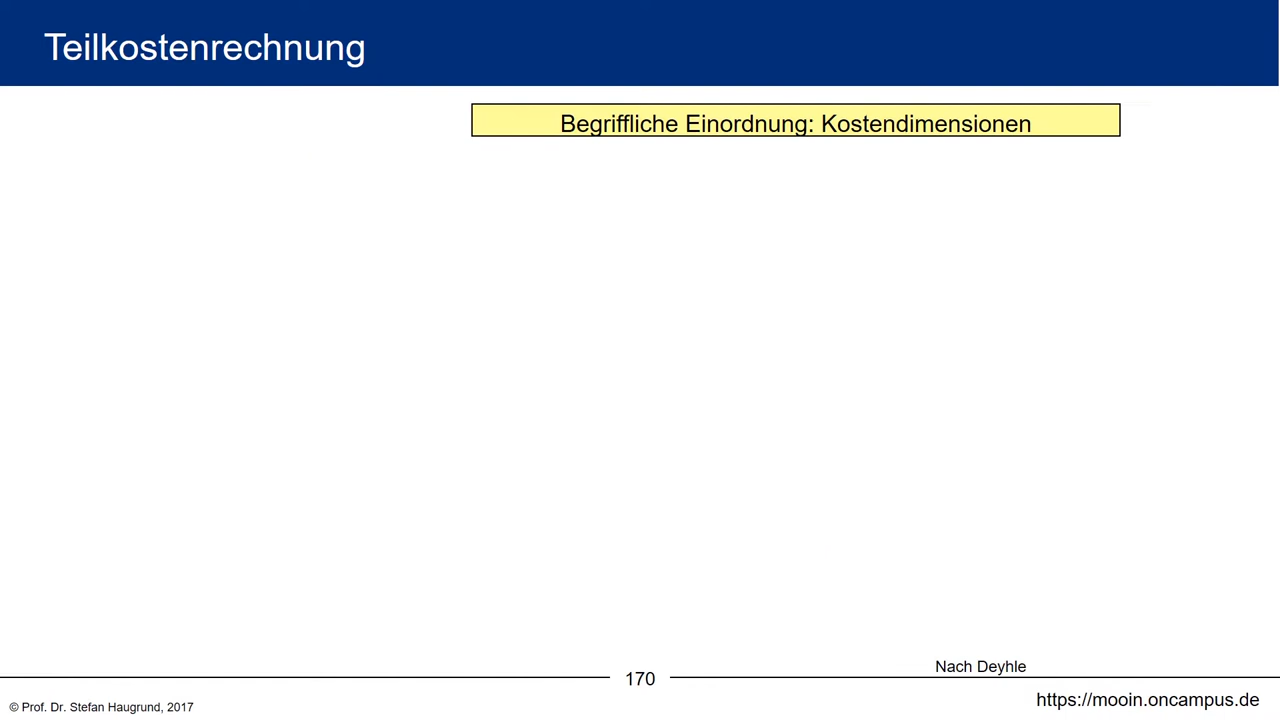 Teilkostenrechnung
Begriffliche Einordnung: Kostendimensionen
Nach Deyhle
170
© Prof. Dr. Stefan Haugrund, 2017
https://mooin.oncampus.de